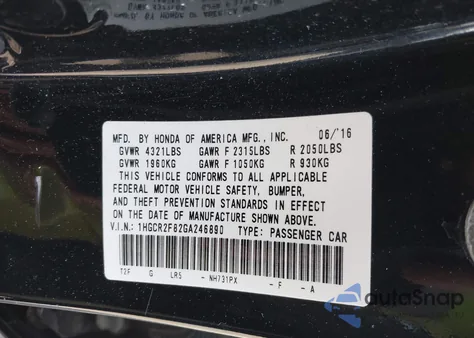 MFD. BY HONDA OF AMERICA MFG., INC. 06/'16
GVWR 4321LBS GAWR F 2315LBS R 2050LBS
GVWR 1960KG GAWR F 1050KG R 930KG
THIS VEHICLE CONFORMS TO ALL APPLICABLE
FEDERAL MOTOR VEHICLE SAFETY, BUMPER,
AND THEFT PREVENTION STANDARDS IN EFFECT
ON THE DATE OF MANUFACTURE SHOWN ABOVE.
V.I.N.: 1HGCR2F82GA246890 TYPE: PASSENGER CAR
T2F G LR5 - NH731PX - F - A
autoSnap